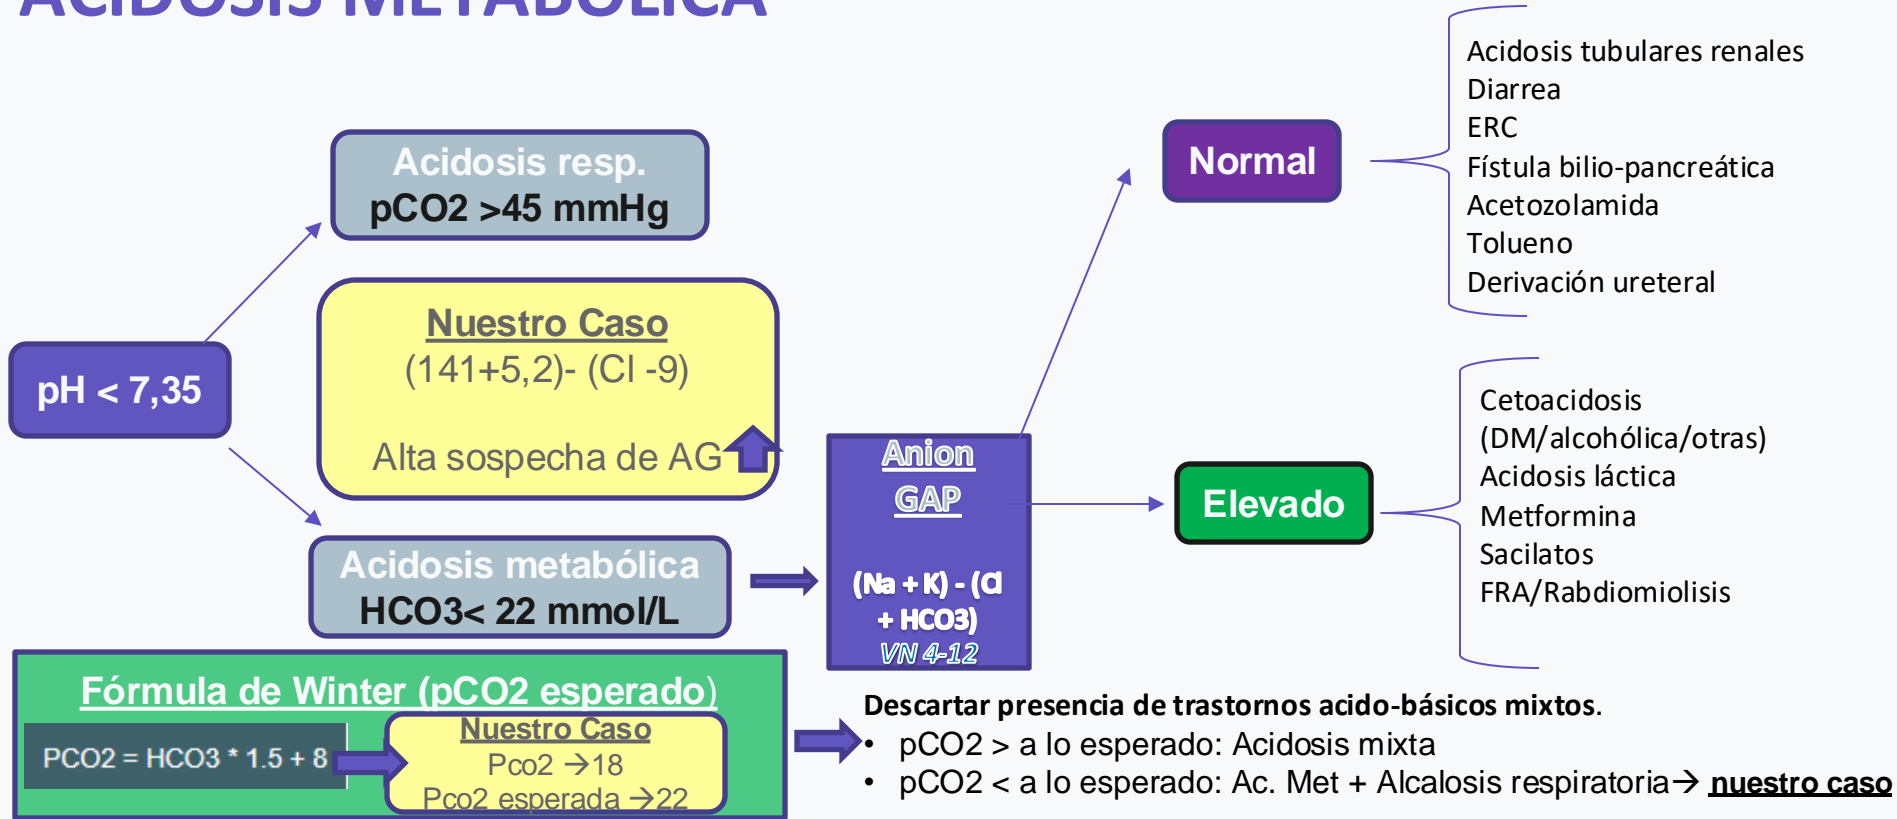 ACIDOSIS METABÓLICA
Acidosis resp.
pCO2 >45 mmHg
Nuestro Caso
(141+5,2)- (Cl -9)
Alta sospecha de AG
pH < 7,35
Acidosis metabólica
HCO3< 22 mmol/L
Anion
GAP
(Na + K) - (Cl
+ HCO3)
VN 4-12
Normal
Acidosis tubulares renales
Diarrea
ERC
Fístula bilio-pancreática
Acetozolamida
Tolueno
Derivación ureteral
Elevado
Cetoacidosis
(DM/alcohólica/otras)
Acidosis láctica
Metformina
Sacilatos
FRA/Rabdiomiolisis
Fórmula de Winter (pCO2 esperado)
PCO2 = HCO3 * 1.5 + 8
Nuestro Caso
Pco2 →18
Pco2 esperada →22
Descartar presencia de trastornos acido-básicos mixtos.
• pCO2 > a lo esperado: Acidosis mixta
• pCO2 < a lo esperado: Ac. Met + Alcalosis respiratoria→ nuestro caso